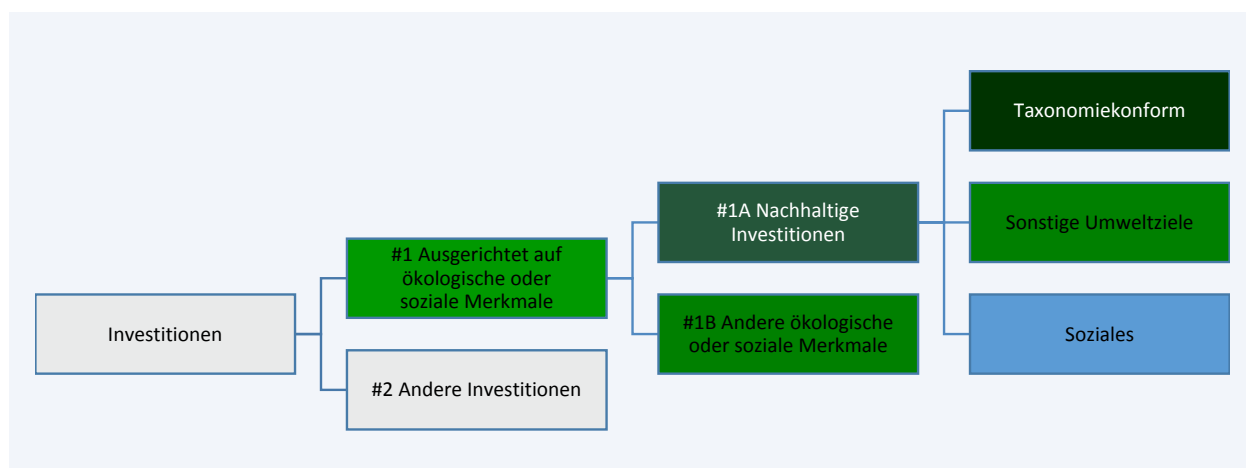 Investitionen
#1 Ausgerichtet auf
ökologische oder
soziale Merkmale
#2 Andere Investitionen
#1A Nachhaltige
Investitionen
#1B Andere ökologische
oder soziale Merkmale
Taxonomiekonform
Sonstige Umweltziele
Soziales